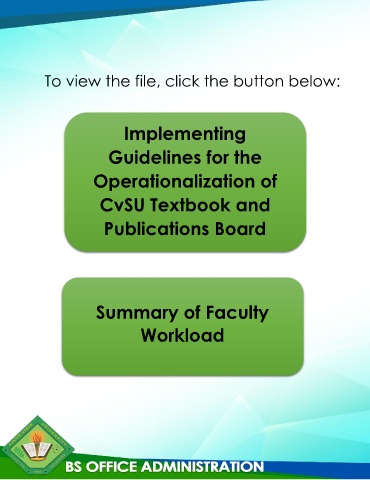 To view the file, click the button below:
Implementing
Guidelines for the
Operationalization of
CvSU Textbook and
Publications Board
Summary of Faculty
Workload
BS OFFICE ADMINISTRATION